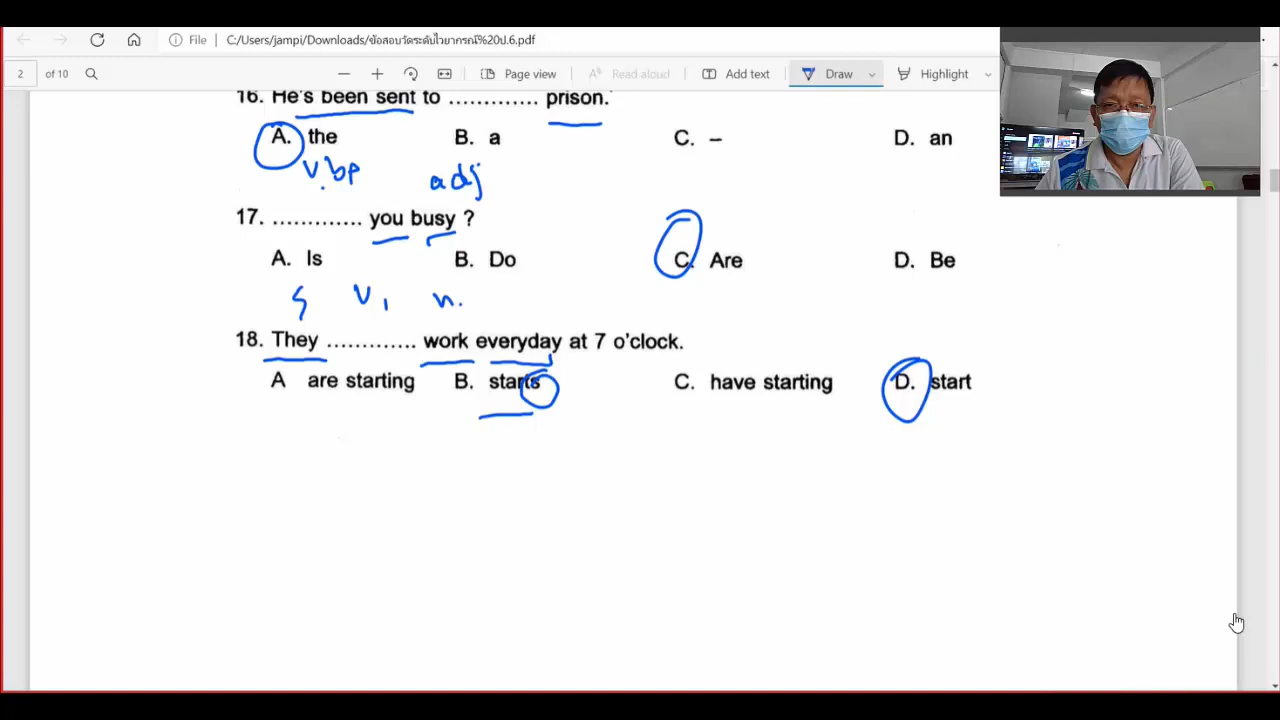 File C:/Users/jampi/Downloads/ข้อสอบวัดระดับไวยากรณ์%20ป.6.pdf
2 of 10 Page view Read aloud Add text Draw Highlight
16. He's been sent to ............. prison.
A. the B. a C. – D. an
v.be adj
17. ............. you busy ?
A. Is B. Do C. Are D. Be
S V1 n.
18. They ............. work everyday at 7 o'clock.
A are starting B. starts C. have starting D. start